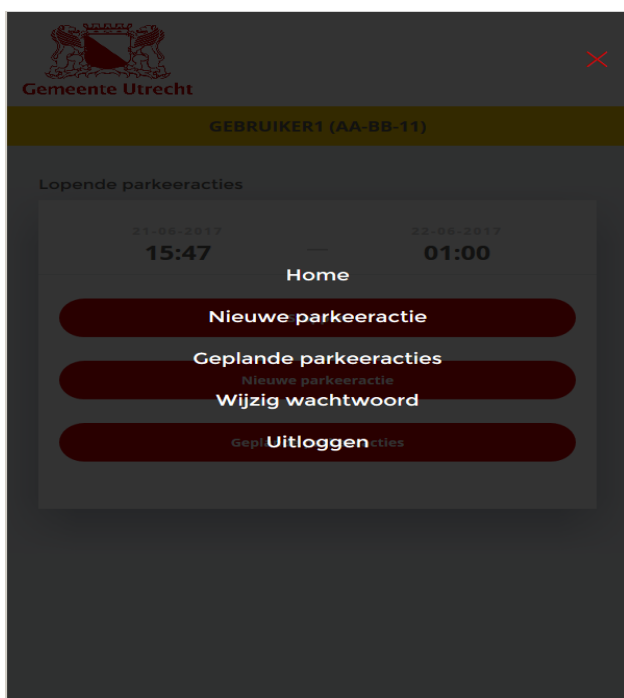 Gemeente Utrecht
GEBRUIKER1 (AA-BB-11)
Lopende parkeeracties
21-06-2017 22-06-2017
15:47 — 01:00
Home
Nieuwe parkeeractie
Geplande parkeeracties
Nieuwe parkeeractie
Wijzig wachtwoord
Uitloggen